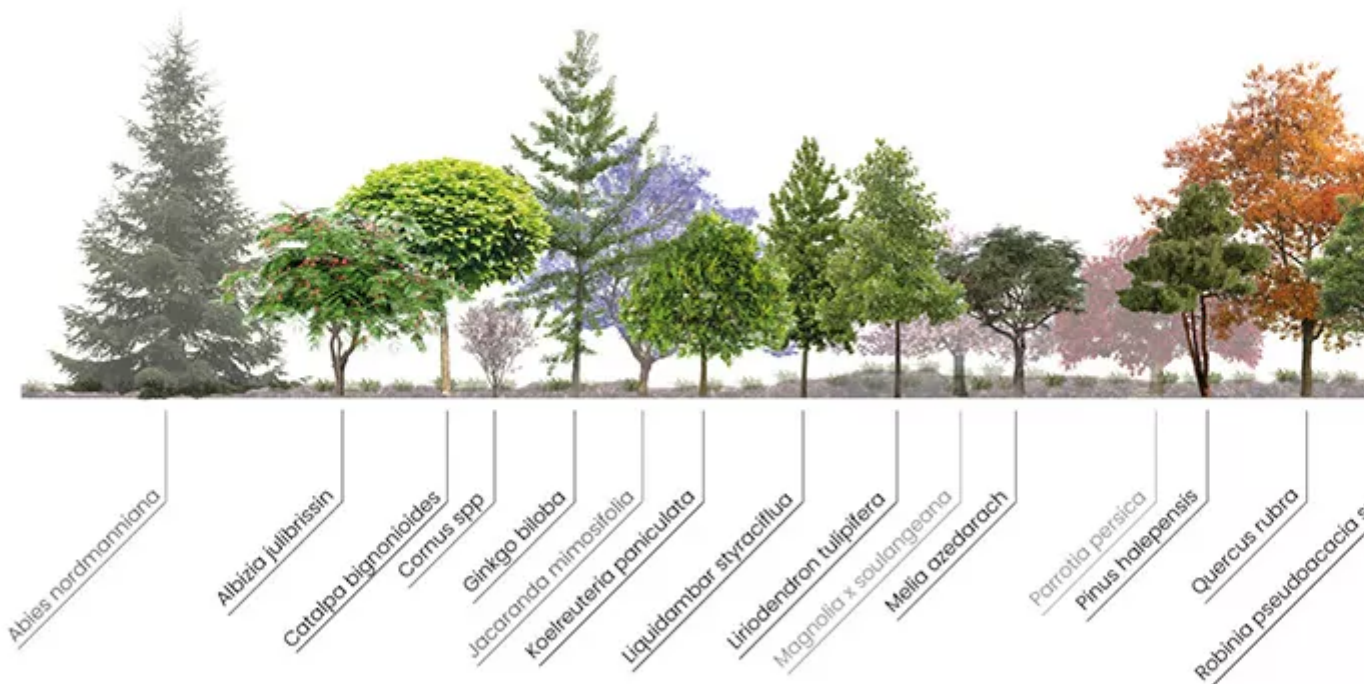 Abies nordmanniana
Albizia julibrissin
Catalpa bignonioides
Cornus spp
Ginkgo biloba
Jacaranda mimosifolia
Koelreuteria paniculata
Liquidambar styraciflua
Liriodendron tulipifera
Magnolia x soulangeana
Melia azedarach
Parrotia persica
Pinus halepensis
Quercus rubra
Robinia pseudoacacia s